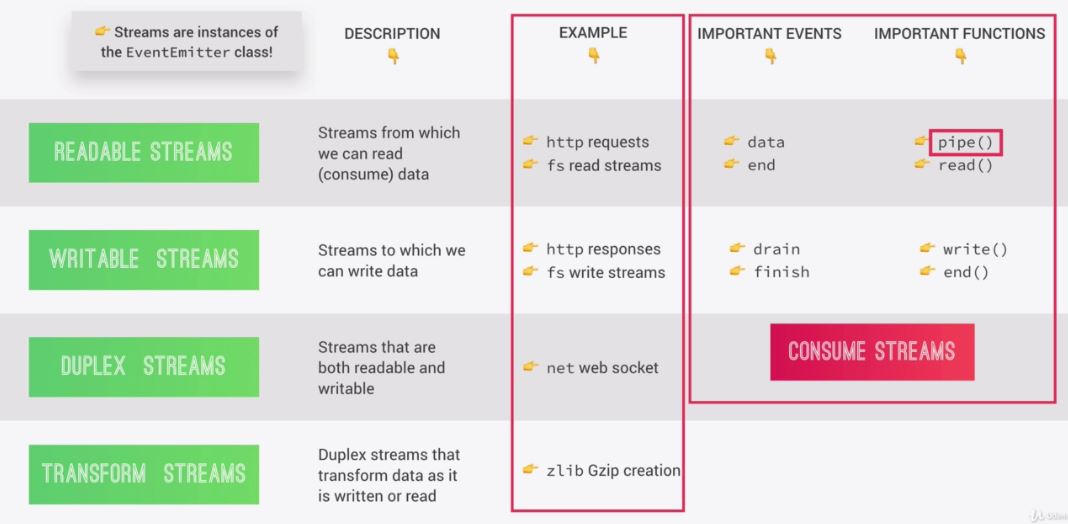 👉 Streams are instances of
the EventEmitter class!
DESCRIPTION
👇
EXAMPLE
👇
IMPORTANT EVENTS
👇
IMPORTANT FUNCTIONS
👇
READABLE STREAMS
Streams from which
we can read
(consume) data
👉 http requests
👉 fs read streams
👉 data
👉 end
👉 pipe()
👉 read()
WRITABLE STREAMS
Streams to which we
can write data
👉 http responses
👉 fs write streams
👉 drain
👉 finish
👉 write()
👉 end()
DUPLEX STREAMS
Streams that are
both readable and
writable
👉 net web socket
CONSUME STREAMS
TRANSFORM STREAMS
Duplex streams that
transform data as it
is written or read
👉 zlib Gzip creation